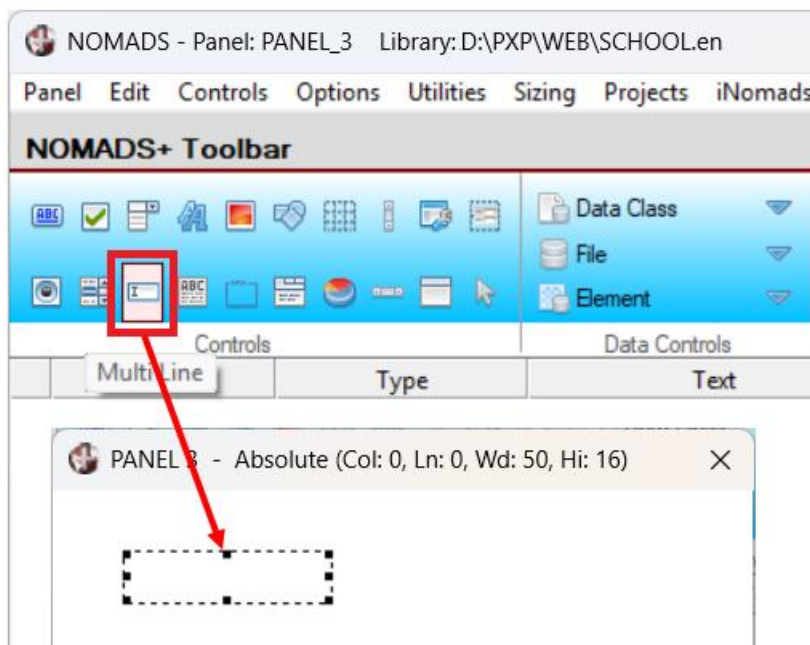 NOMADS - Panel: PANEL_3 Library: D:\PXP\WEB\SCHOOL.en
Panel Edit Controls Options Utilities Sizing Projects iNomads
NOMADS+ Toolbar
ABC
Data Class
File
ABC
Element
Controls
Data Controls
Multi Line
Type
Text
PANEL 3 - Absolute (Col: 0, Ln: 0, Wd: 50, Hi: 16)